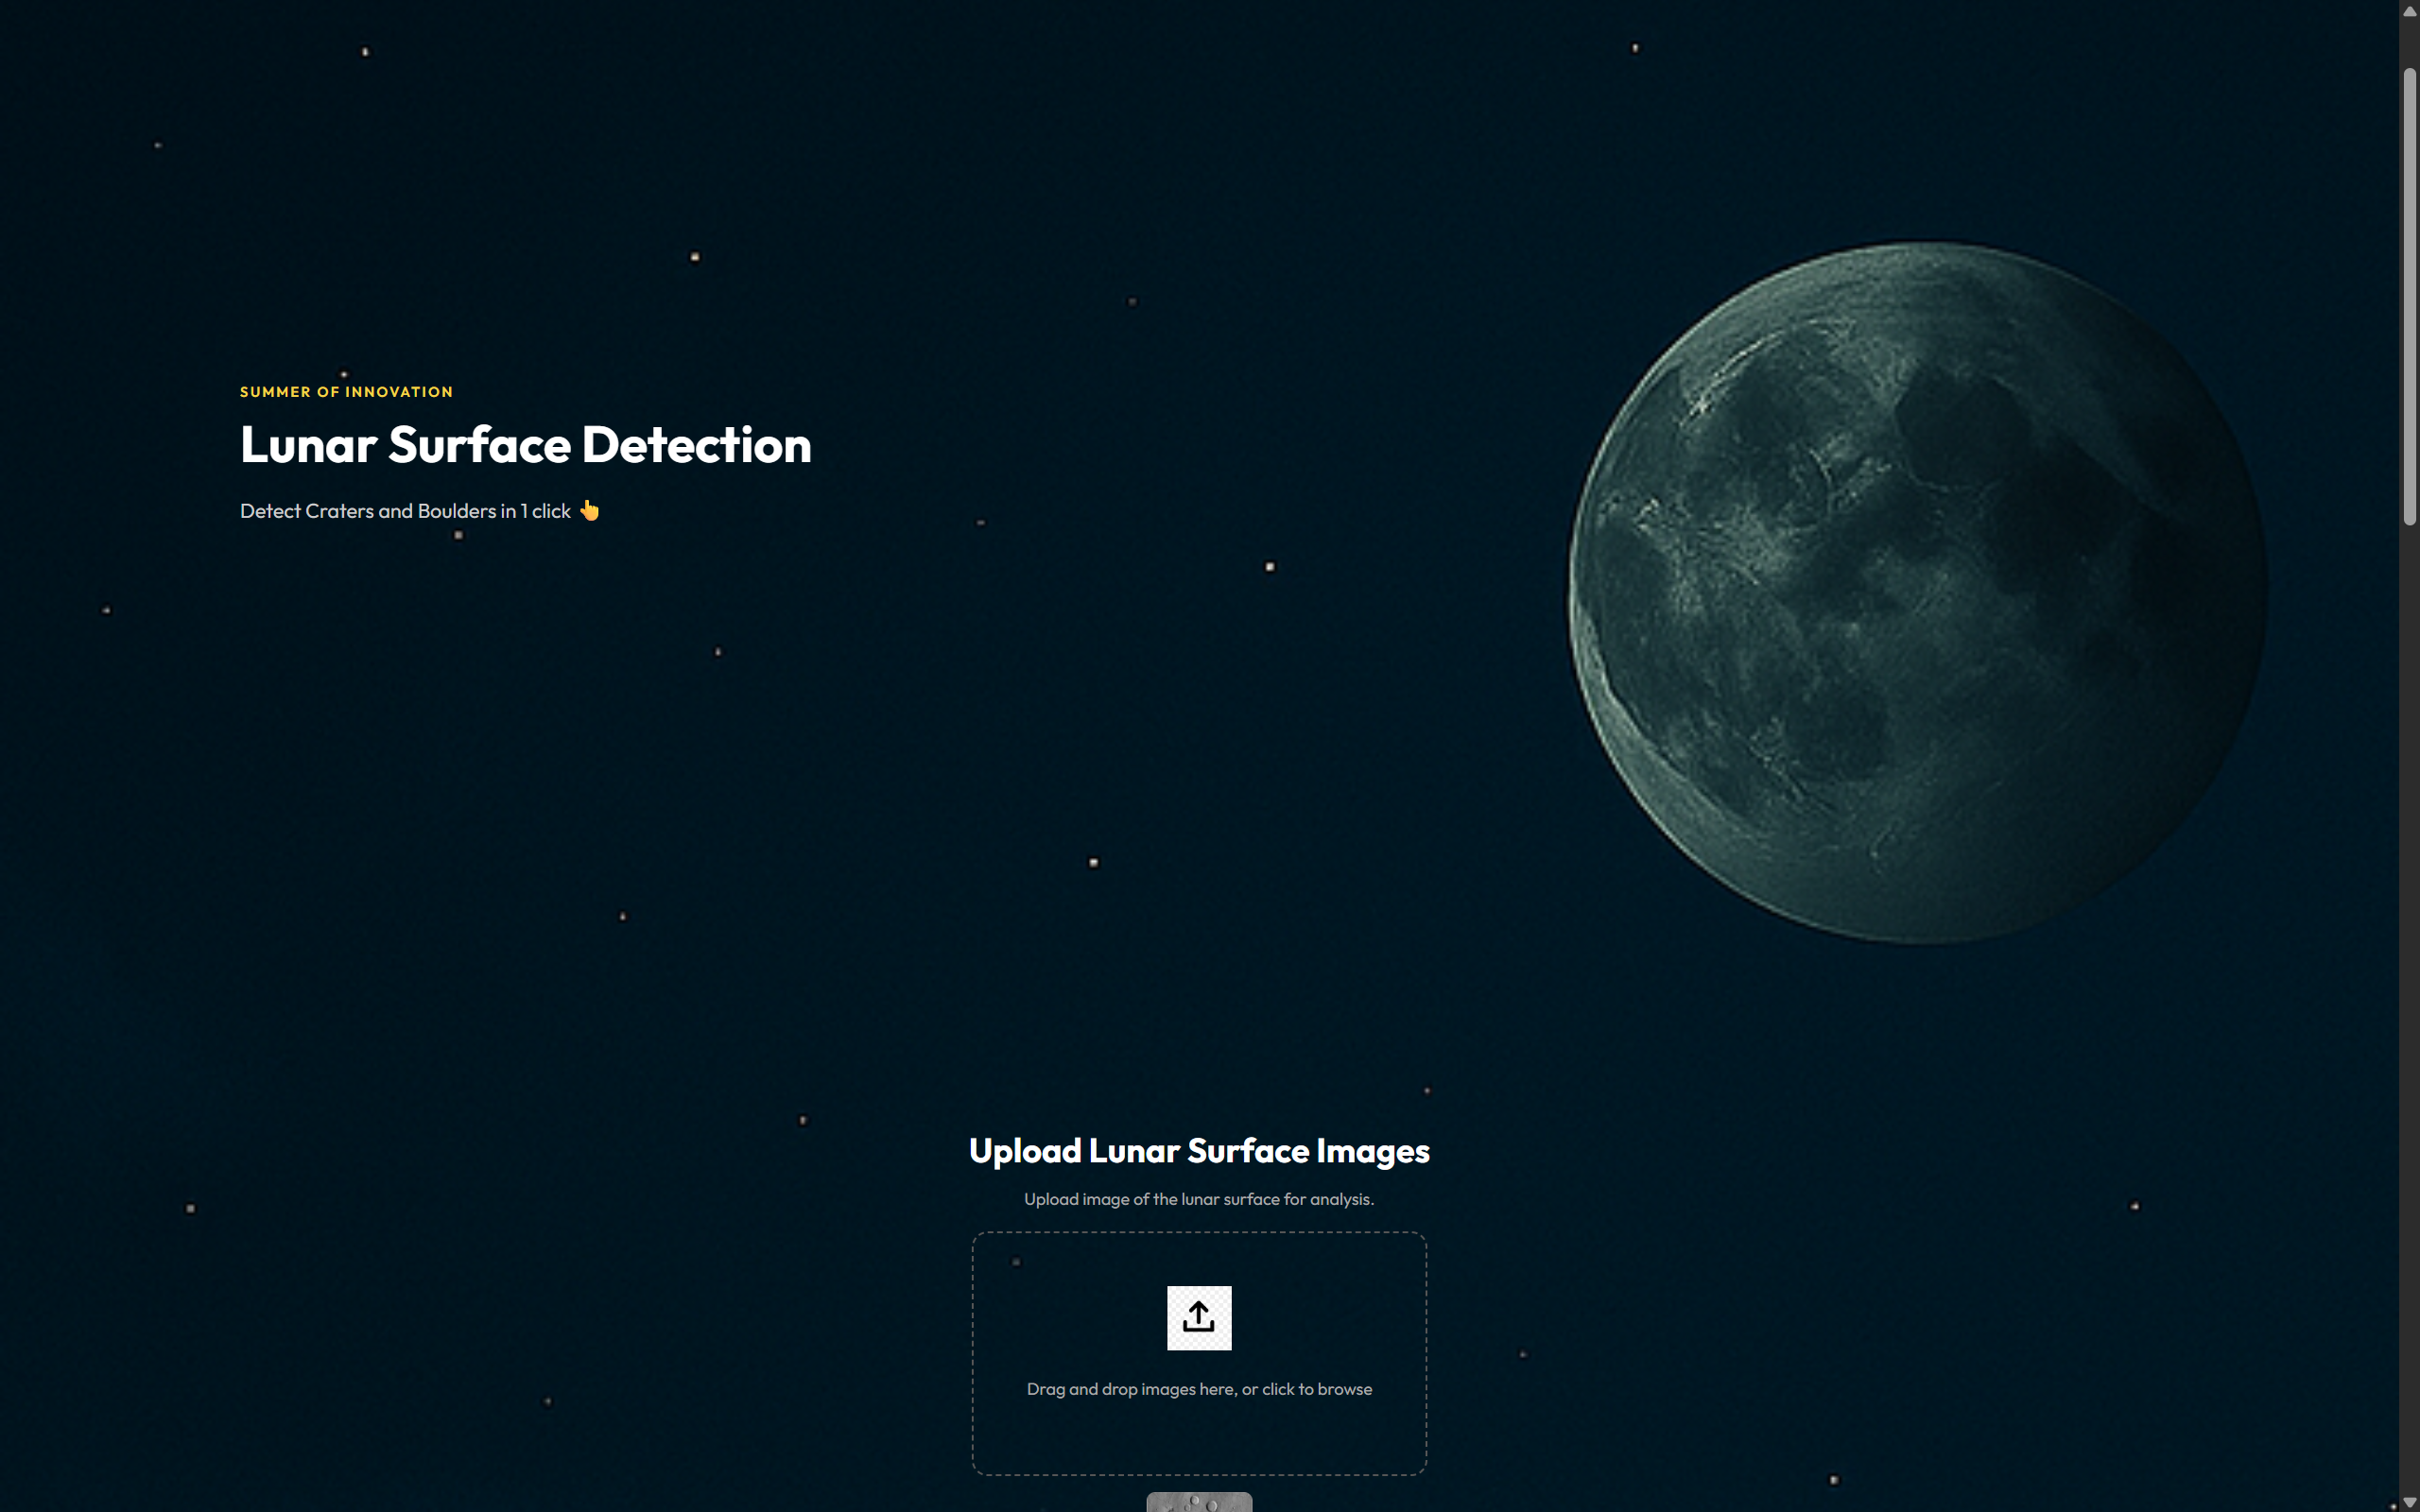 SUMMER OF INNOVATION
Lunar Surface Detection
Detect Craters and Boulders in 1 click 👆
Upload Lunar Surface Images
Upload image of the lunar surface for analysis.
Drag and drop images here, or click to browse